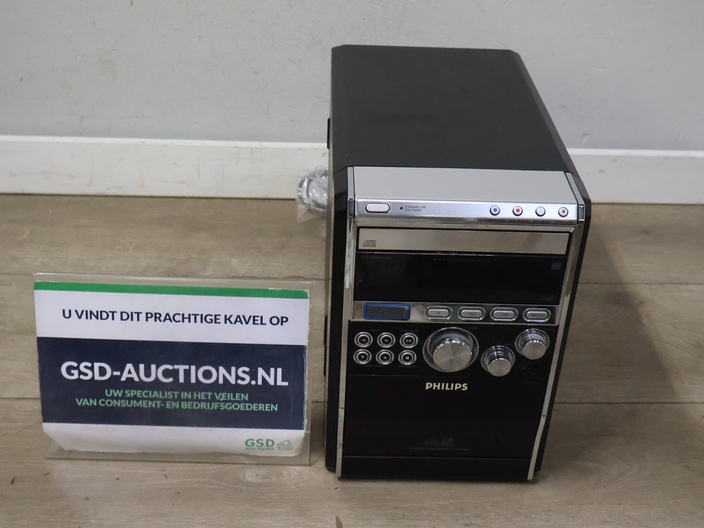 U VINDT DIT PRACHTIGE KAVEL OP
GSD-AUCTIONS.NL
UW SPECIALIST IN HET VEILEN
VAN CONSUMENT- EN BEDRIJFSGOEDEREN
GSD
AUCTIONS
PHILIPS